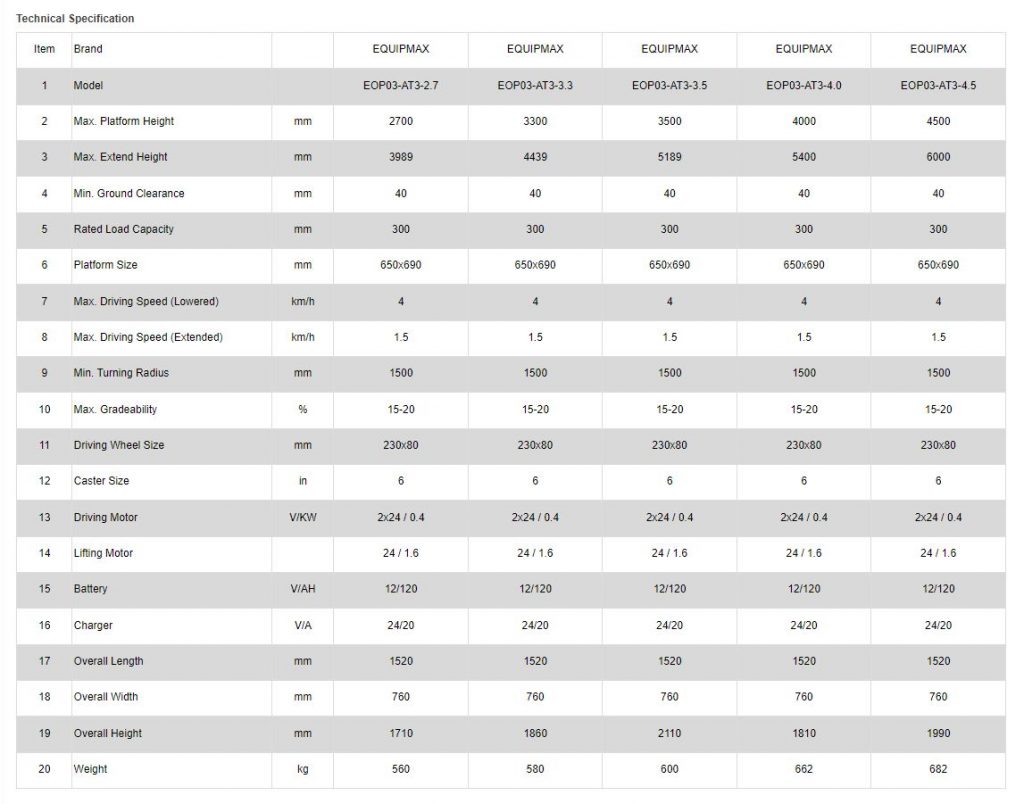 Technical Specification
Item Brand EQUIPMAX EQUIPMAX EQUIPMAX EQUIPMAX EQUIPMAX
1 Model EOP03-AT3-2.7 EOP03-AT3-3.3 EOP03-AT3-3.5 EOP03-AT3-4.0 EOP03-AT3-4.5
2 Max. Platform Height mm 2700 3300 3500 4000 4500
3 Max. Extend Height mm 3989 4439 5189 5400 6000
4 Min. Ground Clearance mm 40 40 40 40 40
5 Rated Load Capacity mm 300 300 300 300 300
6 Platform Size mm 650x690 650x690 650x690 650x690 650x690
7 Max. Driving Speed (Lowered) km/h 4 4 4 4 4
8 Max. Driving Speed (Extended) km/h 1.5 1.5 1.5 1.5 1.5
9 Min. Turning Radius mm 1500 1500 1500 1500 1500
10 Max. Gradeability % 15-20 15-20 15-20 15-20 15-20
11 Driving Wheel Size mm 230x80 230x80 230x80 230x80 230x80
12 Caster Size in 6 6 6 6 6
13 Driving Motor V/KW 2x24 / 0.4 2x24 / 0.4 2x24 / 0.4 2x24 / 0.4 2x24 / 0.4
14 Lifting Motor 24 / 1.6 24 / 1.6 24 / 1.6 24 / 1.6 24 / 1.6
15 Battery V/AH 12/120 12/120 12/120 12/120 12/120
16 Charger V/A 24/20 24/20 24/20 24/20 24/20
17 Overall Length mm 1520 1520 1520 1520 1520
18 Overall Width mm 760 760 760 760 760
19 Overall Height mm 1710 1860 2110 1810 1990
20 Weight kg 560 580 600 662 682